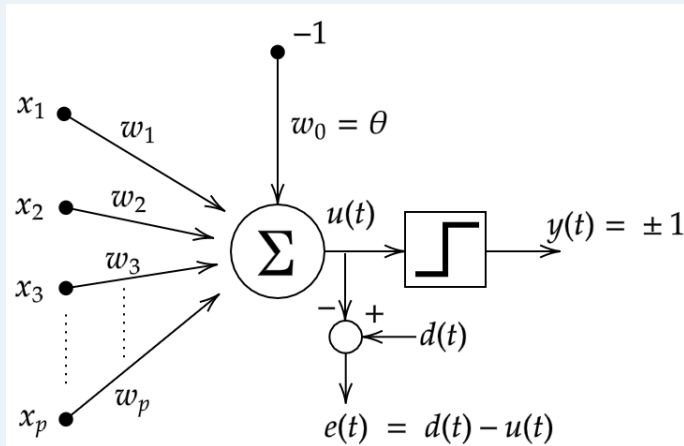 −1
x₁
w₁
w₀ = θ
x₂
w₂
u(t)
y(t) = ±1
Σ
x₃
w₃
− +
d(t)
xₚ
wₚ
e(t) = d(t) − u(t)